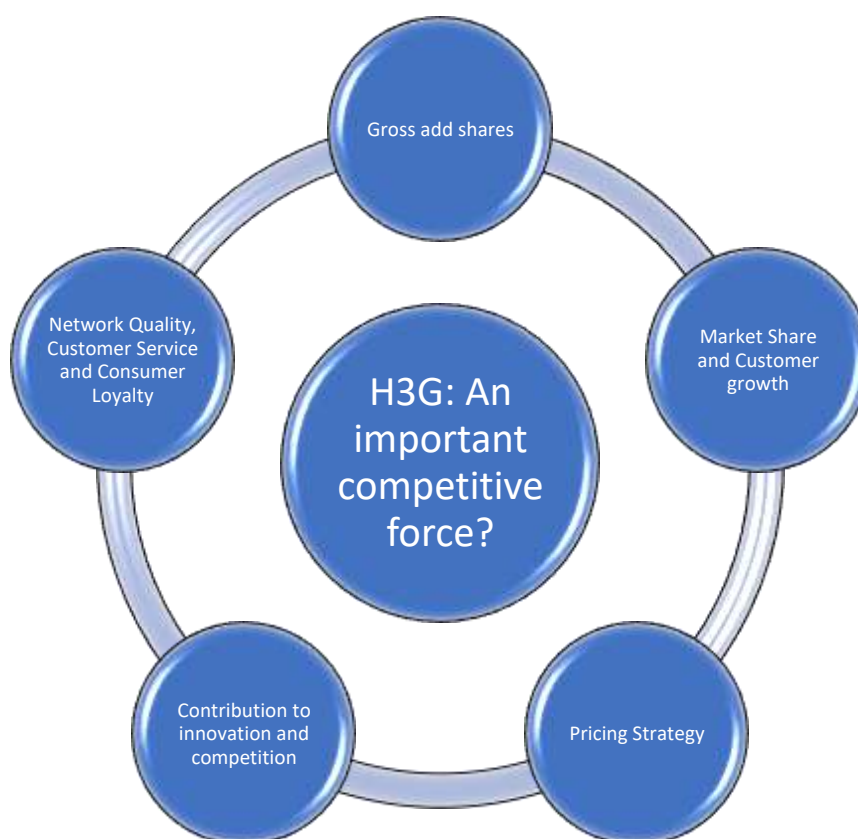 Gross add shares
Market Share
and Customer
growth
Pricing Strategy
Contribution to
innovation and
competition
Network Quality,
Customer Service
and Consumer
Loyalty
H3G: An
important
competitive
force?